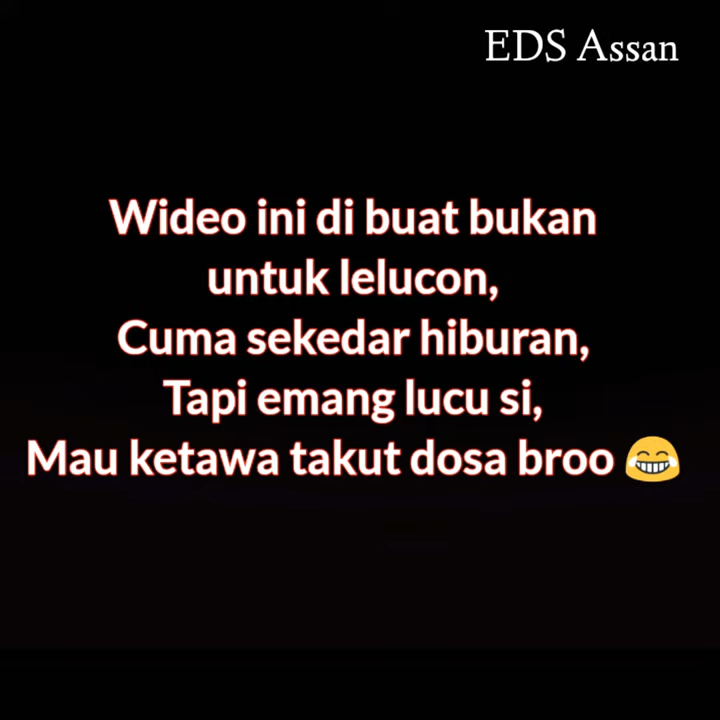 EDS Assan
Wideo ini di buat bukan
untuk lelucon,
Cuma sekedar hiburan,
Tapi emang lucu si,
Mau ketawa takut dosa broo 😂